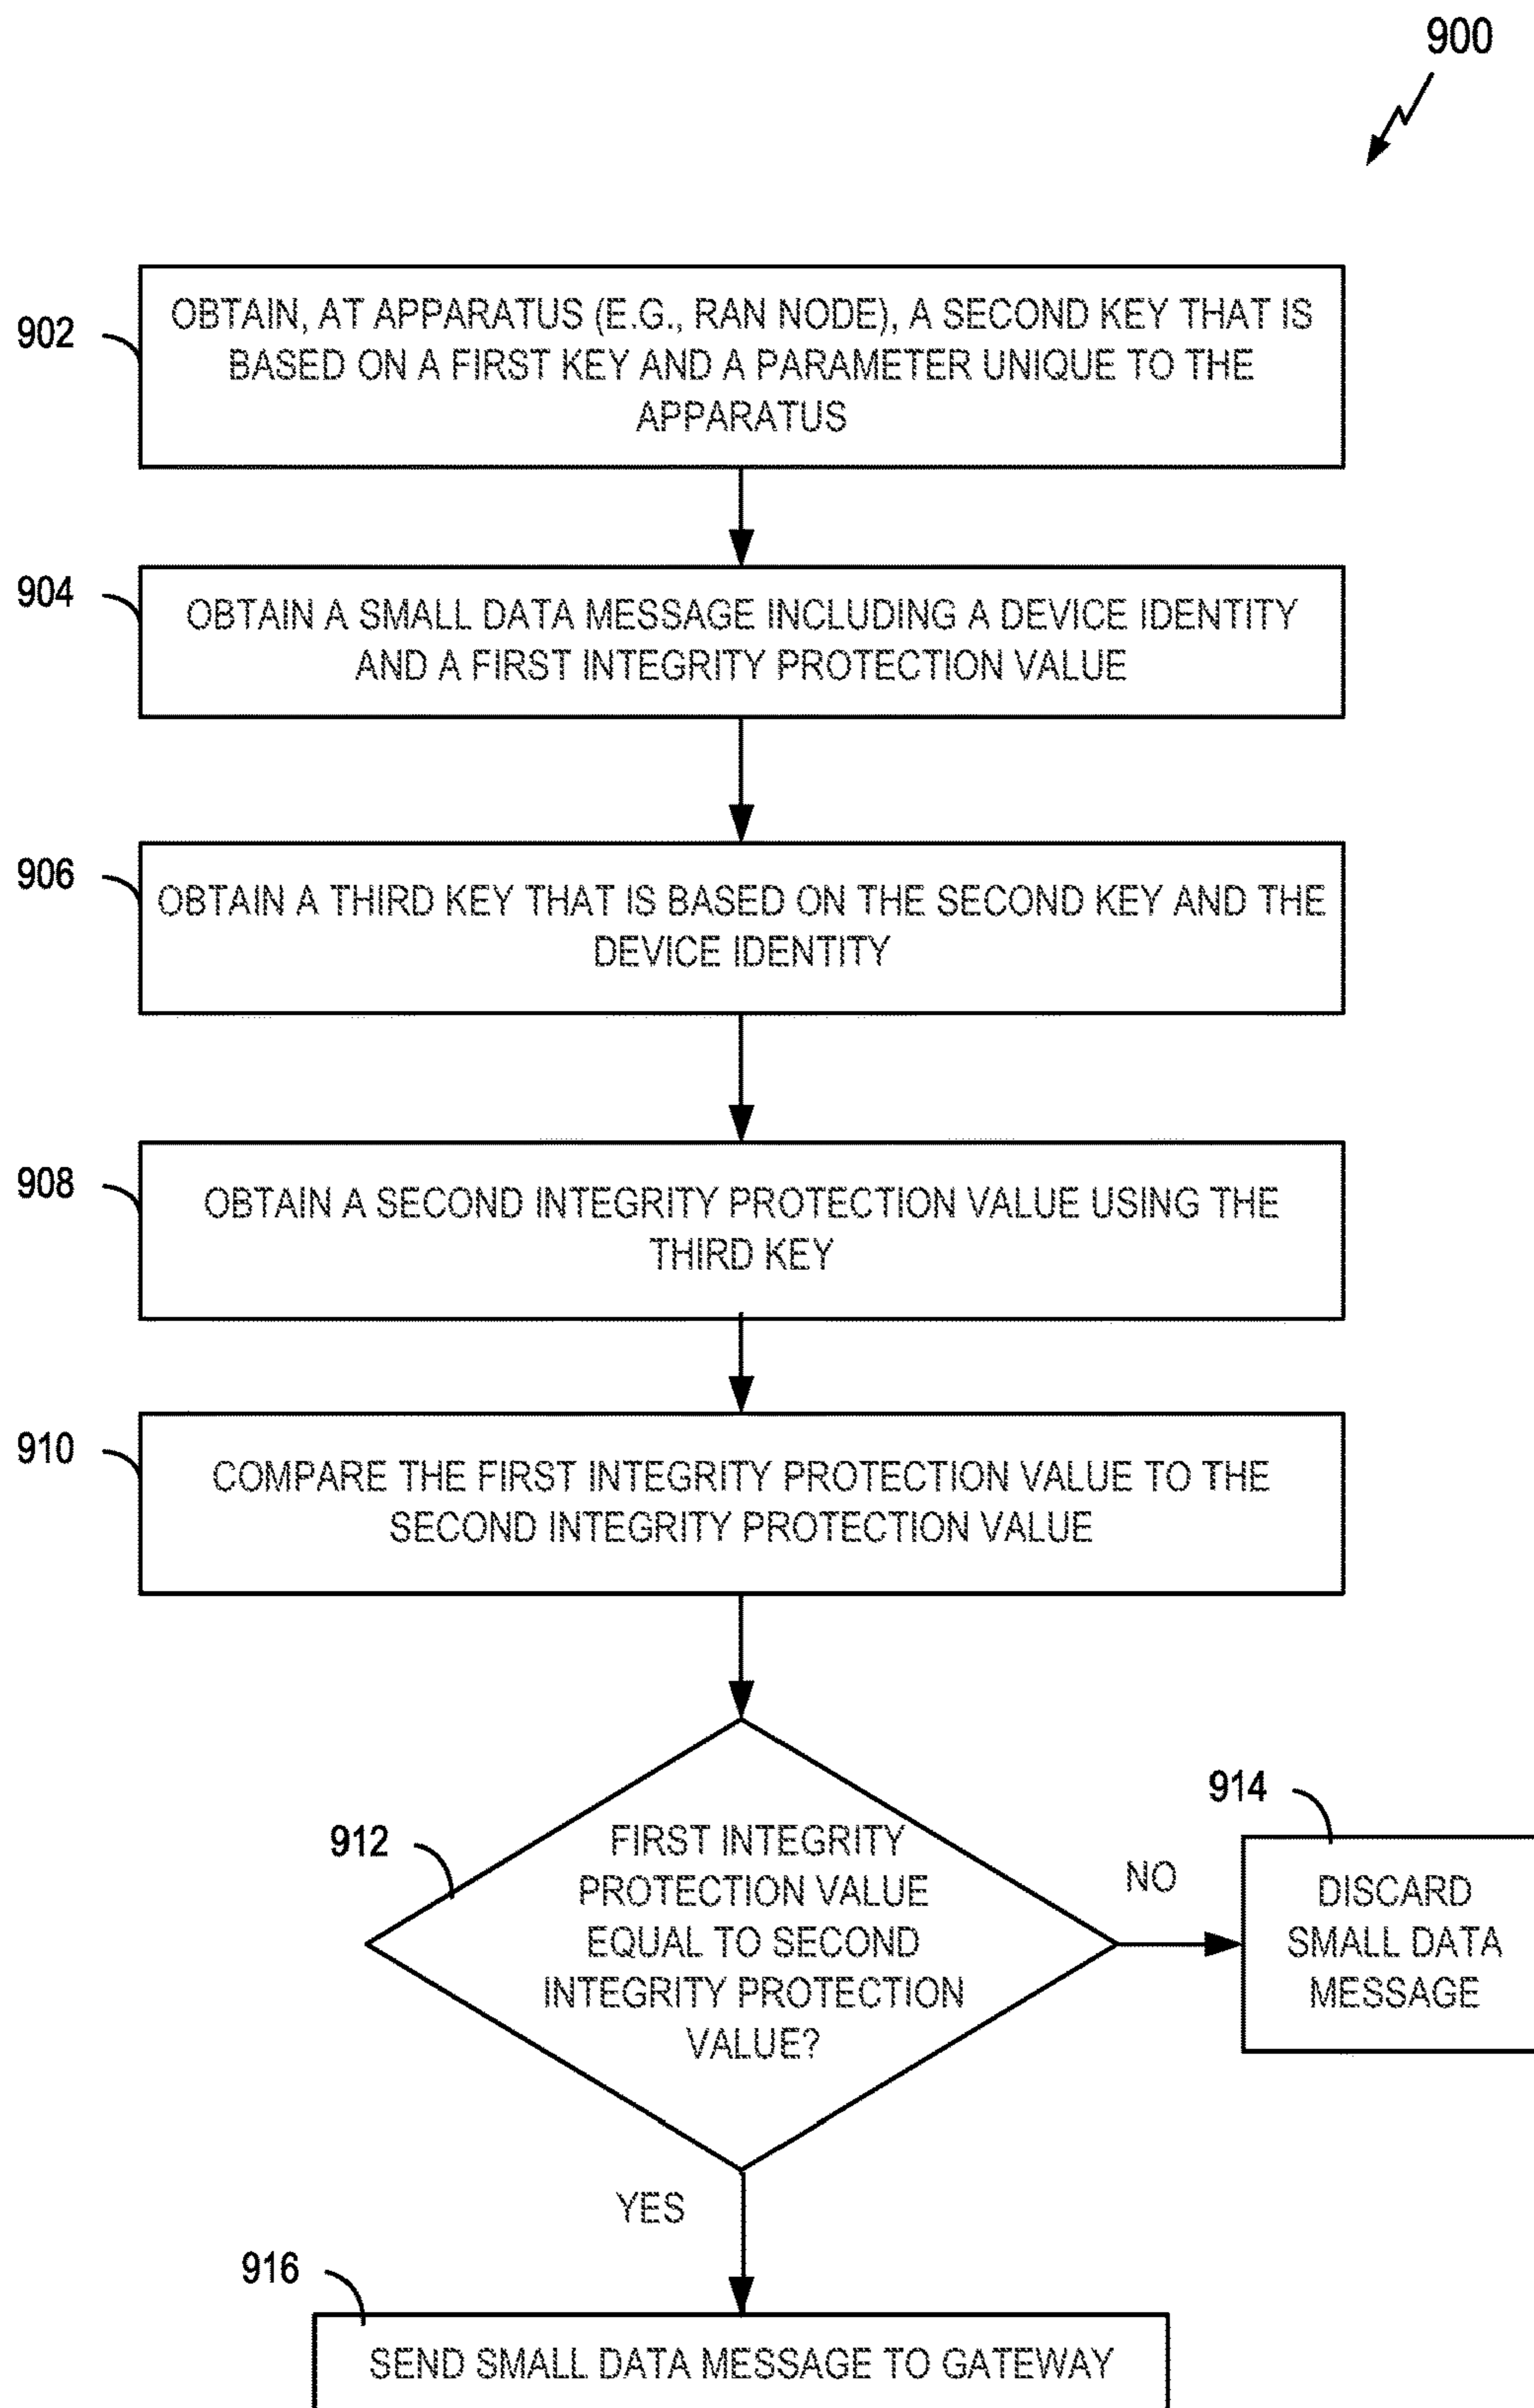 900
902
OBTAIN, AT APPARATUS (E.G., RAN NODE), A SECOND KEY THAT IS
BASED ON A FIRST KEY AND A PARAMETER UNIQUE TO THE
APPARATUS
904
OBTAIN A SMALL DATA MESSAGE INCLUDING A DEVICE IDENTITY
AND A FIRST INTEGRITY PROTECTION VALUE
906
OBTAIN A THIRD KEY THAT IS BASED ON THE SECOND KEY AND THE
DEVICE IDENTITY
908
OBTAIN A SECOND INTEGRITY PROTECTION VALUE USING THE
THIRD KEY
910
COMPARE THE FIRST INTEGRITY PROTECTION VALUE TO THE
SECOND INTEGRITY PROTECTION VALUE
912
FIRST INTEGRITY
PROTECTION VALUE
EQUAL TO SECOND
INTEGRITY PROTECTION
VALUE?
NO
914
DISCARD
SMALL DATA
MESSAGE
YES
916
SEND SMALL DATA MESSAGE TO GATEWAY